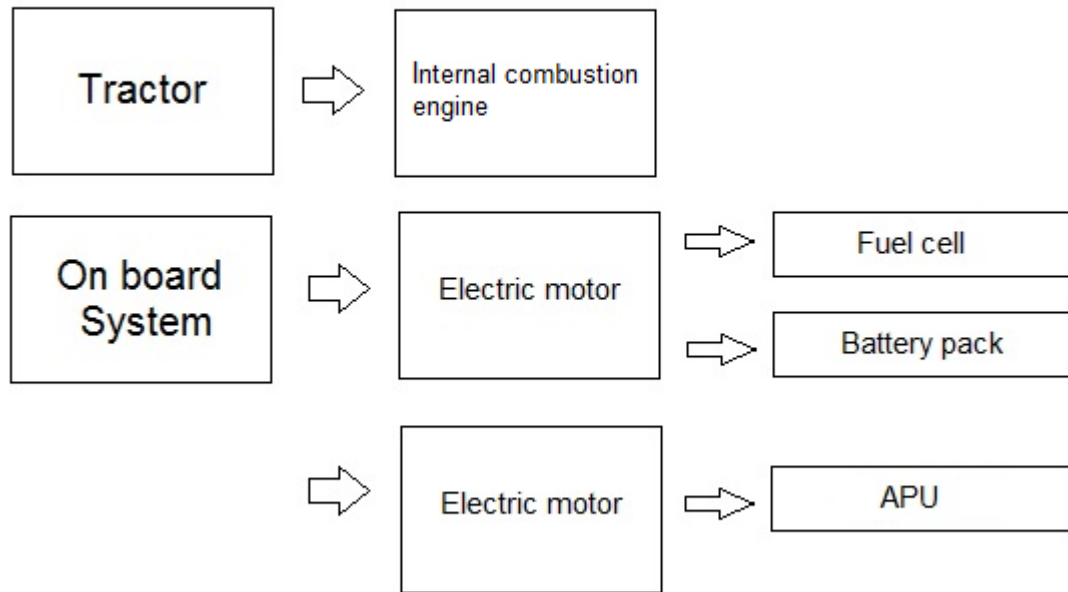 Tractor
Internal combustion
engine
On board
System
Electric motor
Fuel cell
Battery pack
Electric motor
APU